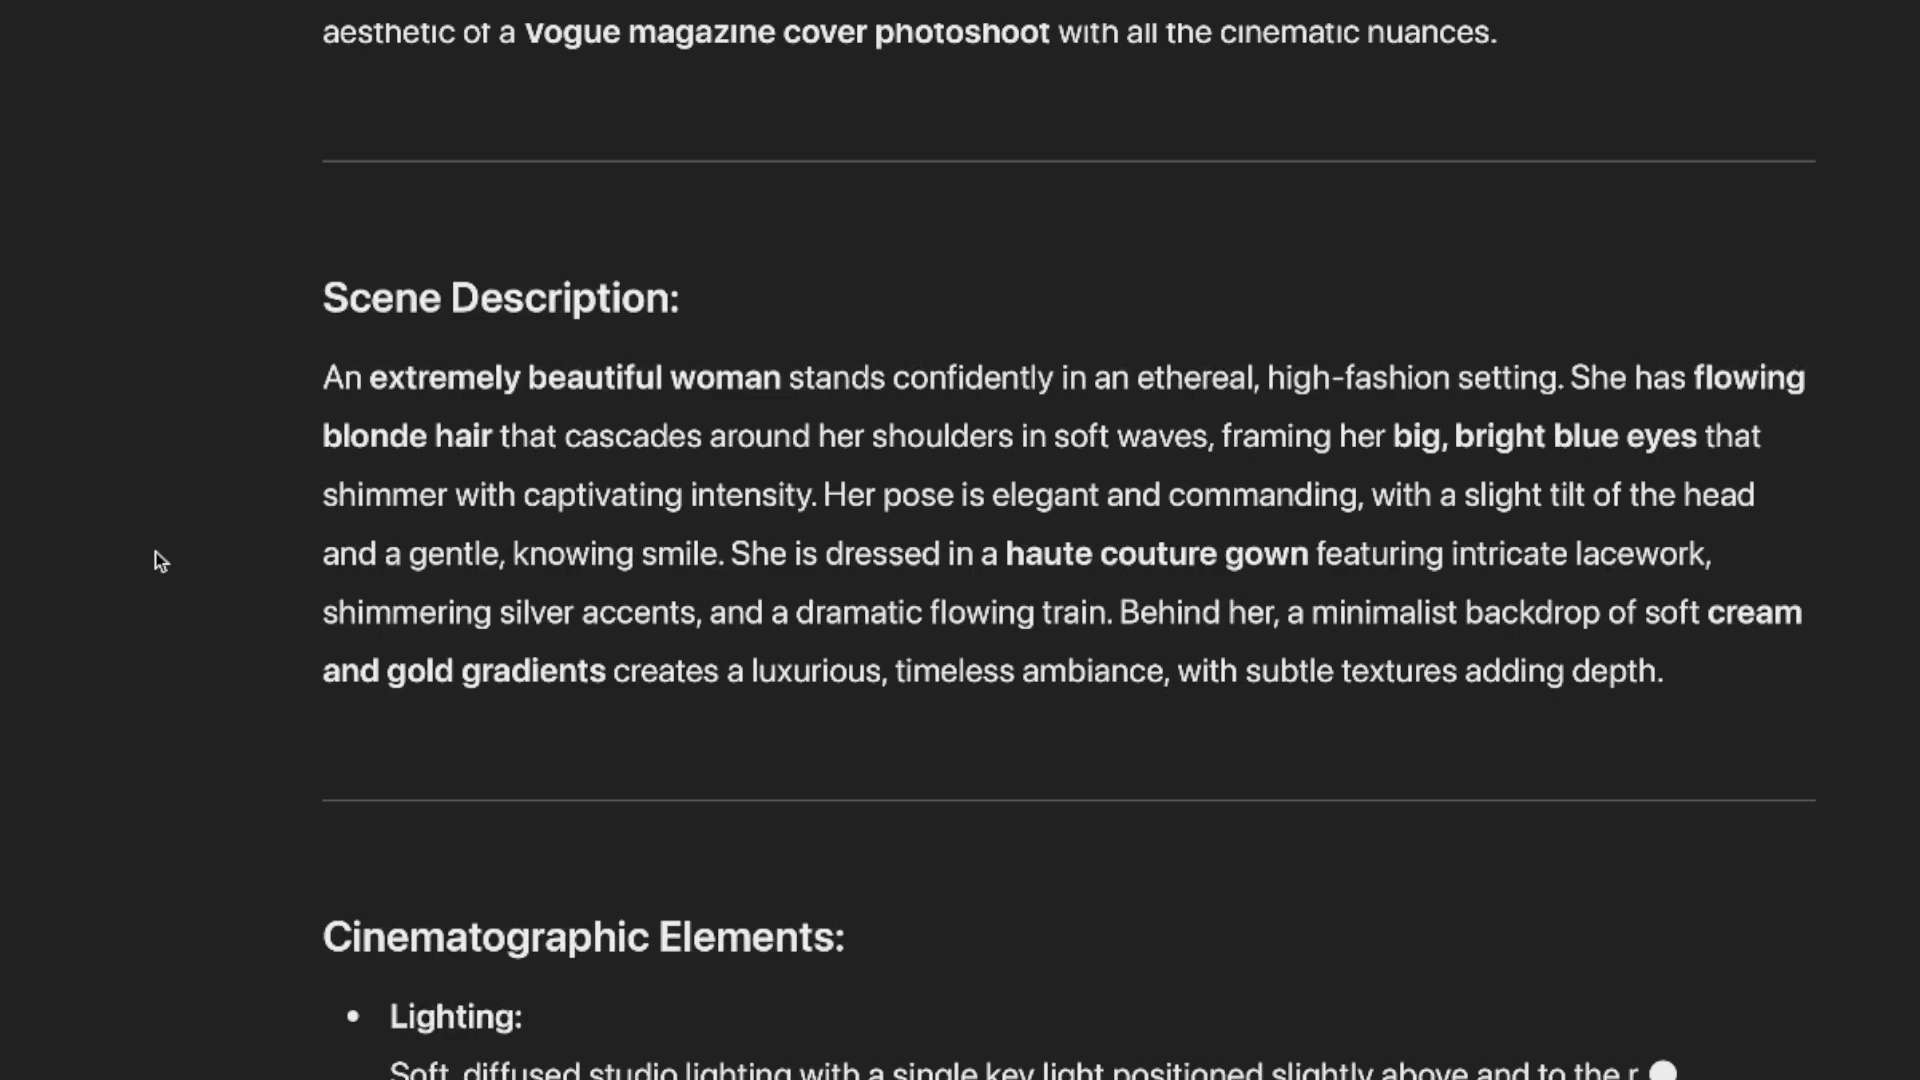 aesthetic of a Vogue magazine cover photoshoot with all the cinematic nuances.
Scene Description:
An extremely beautiful woman stands confidently in an ethereal, high-fashion setting. She has flowing
blonde hair that cascades around her shoulders in soft waves, framing her big, bright blue eyes that
shimmer with captivating intensity. Her pose is elegant and commanding, with a slight tilt of the head
and a gentle, knowing smile. She is dressed in a haute couture gown featuring intricate lacework,
shimmering silver accents, and a dramatic flowing train. Behind her, a minimalist backdrop of soft cream
and gold gradients creates a luxurious, timeless ambiance, with subtle textures adding depth.
Cinematographic Elements:
• Lighting:
Soft, diffused studio lighting with a single key light positioned slightly above and to the r